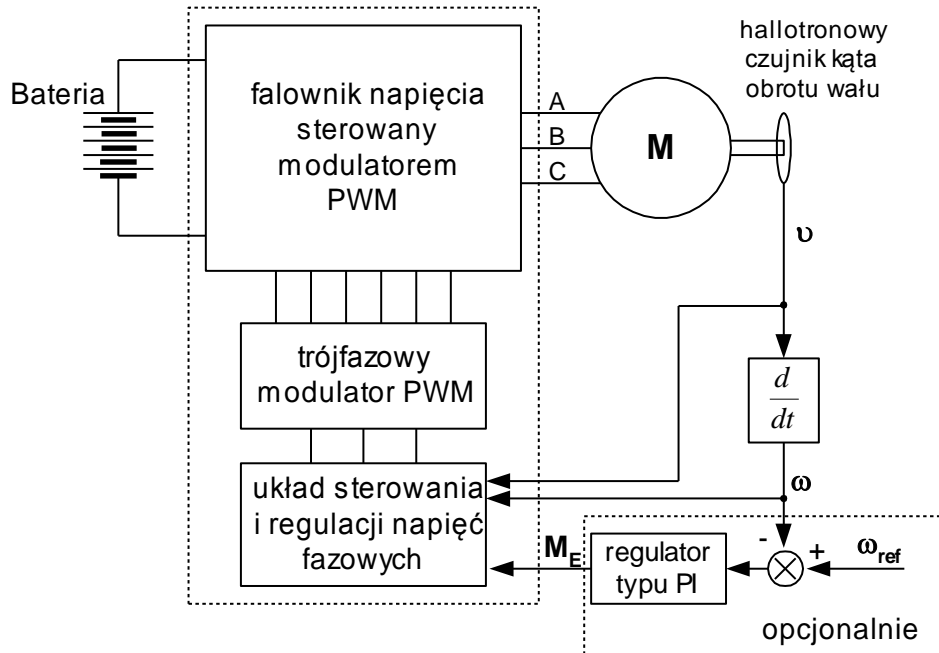 hallotronowy
czujnik kąta
obrotu wału
Bateria
falownik napięcia
sterowany
modulatorem
PWM
A
B
C
M
υ
trójfazowy
modulator PWM
d
dt
układ sterowania
i regulacji napięć
fazowych
ω
M_E
regulator
typu PI
-
+
ω_ref
opcjonalnie